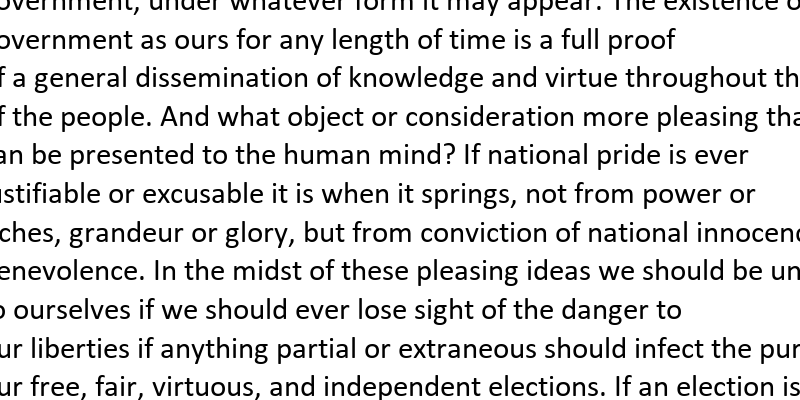 overnment, under whatever form it may appear. The existence o
overnment as ours for any length of time is a full proof
f a general dissemination of knowledge and virtue throughout th
f the people. And what object or consideration more pleasing tha
an be presented to the human mind? If national pride is ever
ustifiable or excusable it is when it springs, not from power or
ches, grandeur or glory, but from conviction of national innocenc
enevolence. In the midst of these pleasing ideas we should be un
o ourselves if we should ever lose sight of the danger to
ur liberties if anything partial or extraneous should infect the pur
ur free, fair, virtuous, and independent elections. If an election is